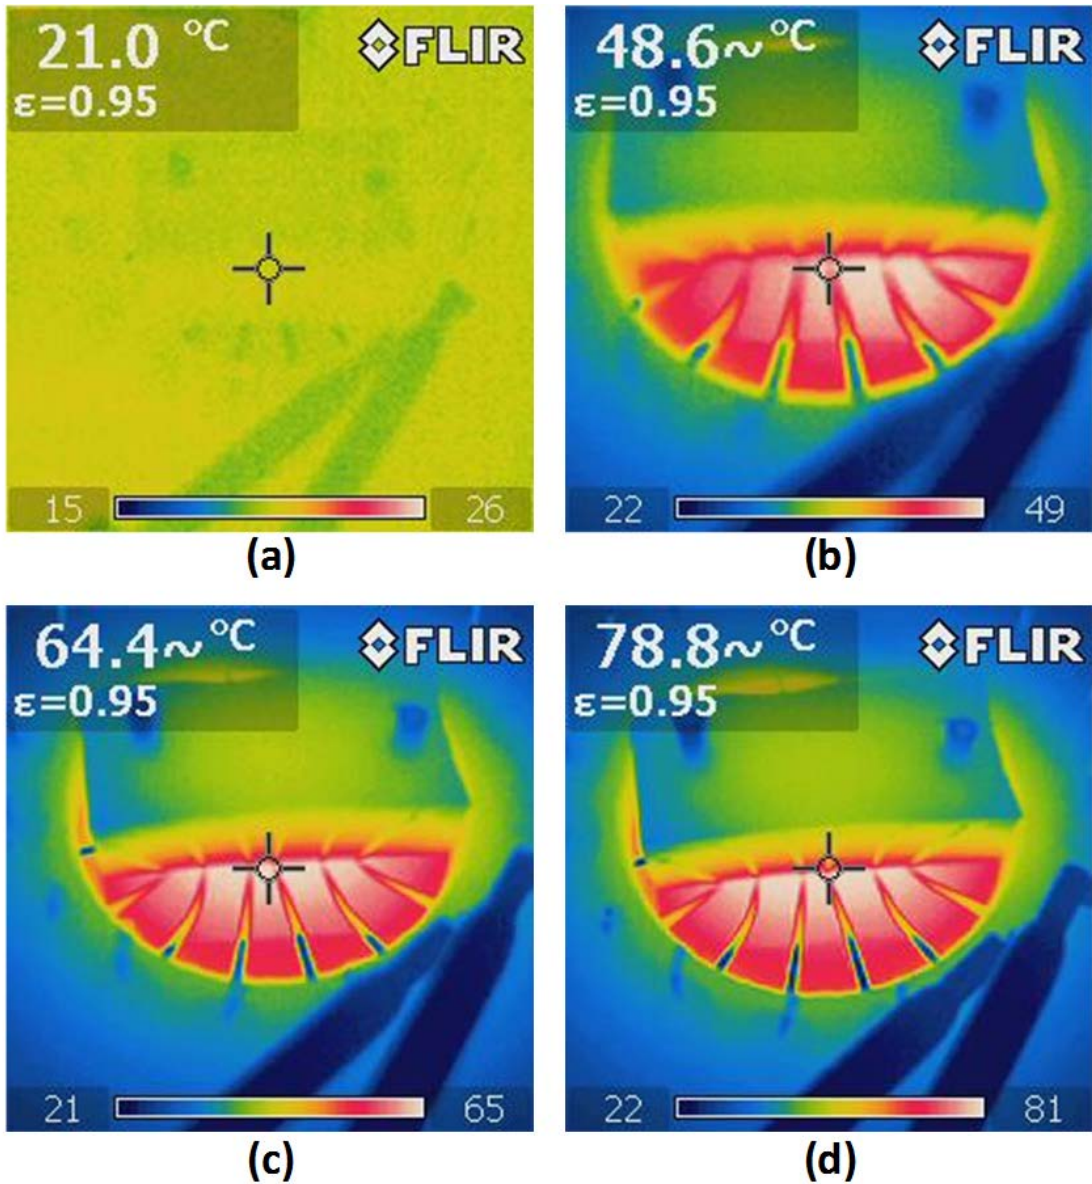 21.0 °C FLIR
ε=0.95
15 26
(a)
48.6~ °C FLIR
ε=0.95
22 49
(b)
64.4~ °C FLIR
ε=0.95
21 65
(c)
78.8~ °C FLIR
ε=0.95
22 81
(d)